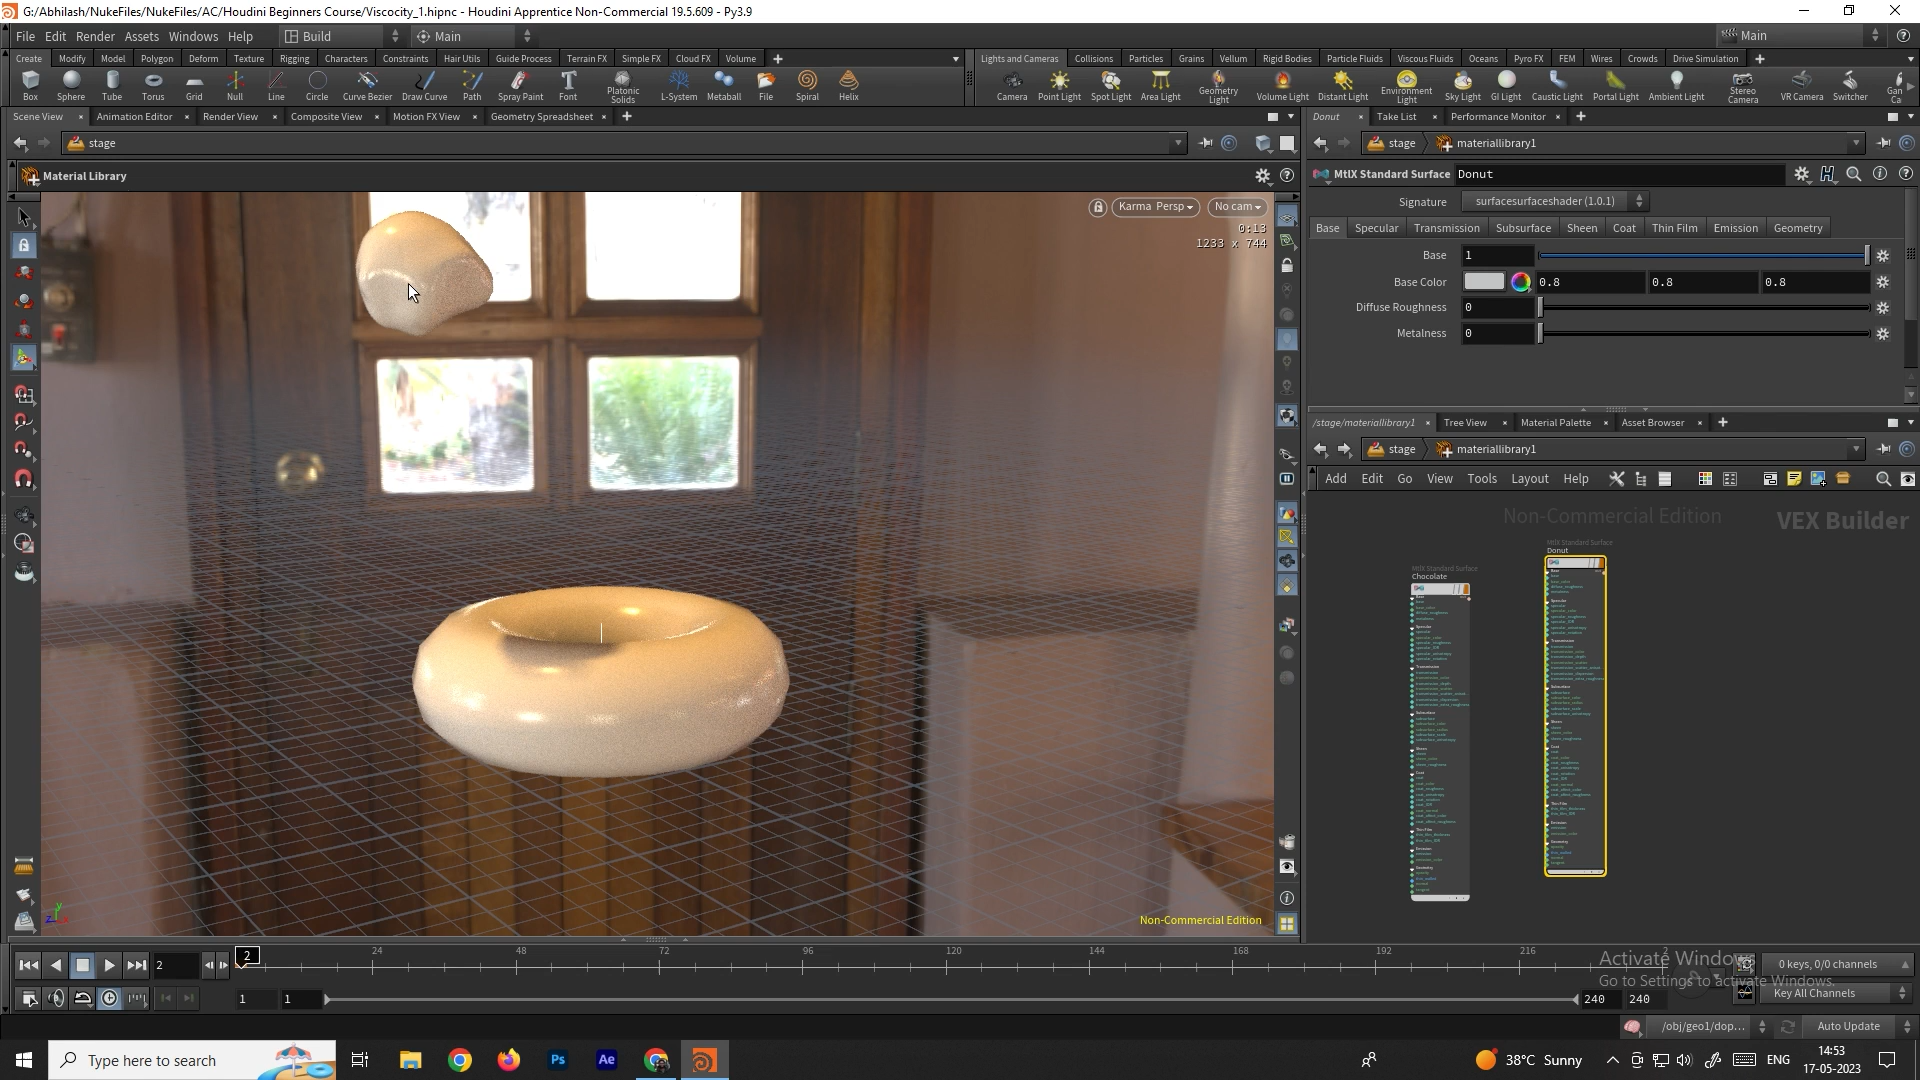 G:/Abhilash/NukeFiles/NukeFiles/AC/Houdini Beginners Course/Viscocity_1.hipnc - Houdini Apprentice Non-Commercial 19.5.609 - Py3.9
File Edit Render Assets Windows Help Build Main Main
Create Modify Model Polygon Deform Texture Rigging Characters Constraints Hair Utils Guide Process Terrain FX Simple FX Cloud FX Volume
Lights and Cameras Collisions Particles Grains Vellum Rigid Bodies Particle Fluids Viscous Fluids Oceans Pyro FX FEM Wires Crowds Drive Simulation
Box Sphere Tube Torus Grid Null Line Circle Curve Bezier Draw Curve Path Spray Paint Font Platonic Solids L-System Metaball File Spiral Helix
Camera Point Light Spot Light Area Light Geometry Light Volume Light Distant Light Environment Light Sky Light GI Light Caustic Light Portal Light Ambient Light Stereo Camera VR Camera Switcher Gan Ca
Scene View Animation Editor Render View Composite View Motion FX View Geometry Spreadsheet
Donut Take List Performance Monitor
stage
stage materiallibrary1
Material Library
MtlX Standard Surface Donut
Karma Persp No cam
0:13
1233 x 744
Signature surfacesurfaceshader (1.0.1)
Base Specular Transmission Subsurface Sheen Coat Thin Film Emission Geometry
Base 1
Base Color 0.8 0.8 0.8
Diffuse Roughness 0
Metalness 0
/stage/materiallibrary1 Tree View Material Palette Asset Browser
stage materiallibrary1
Add Edit Go View Tools Layout Help
Non-Commercial Edition VEX Builder
MtlX Standard Surface
Donut
MtlX Standard Surface
Chocolate
Non-Commercial Edition
2 2 24 48 72 96 120 144 168 192 216
Activate Windows
Go to Settings to activate Windows.
0 keys, 0/0 channels
1 1 240 240 Key All Channels
/obj/geo1/dop... Auto Update
Type here to search
Ps Ae
38°C Sunny
ENG
14:53
17-05-2023